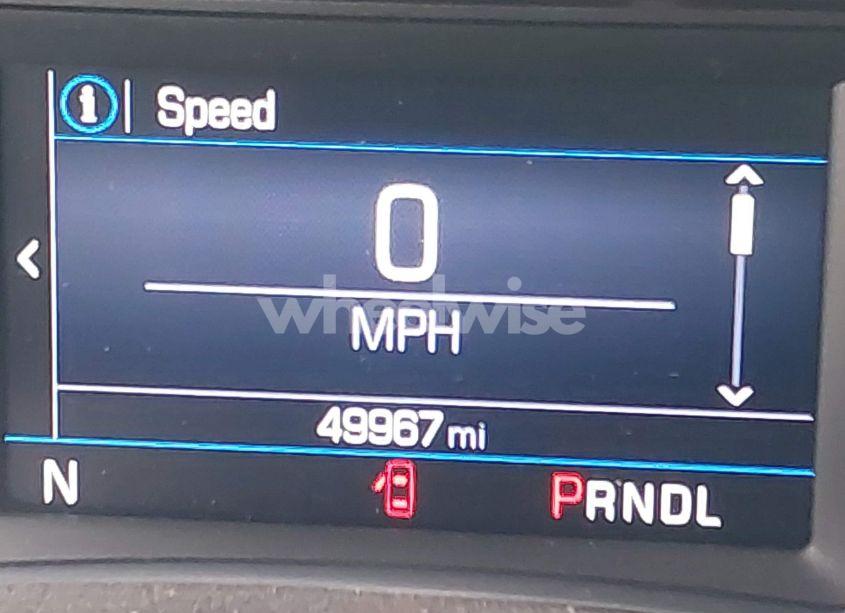 i Speed
0
MPH
wheelwise
49967 mi
N PRNDL